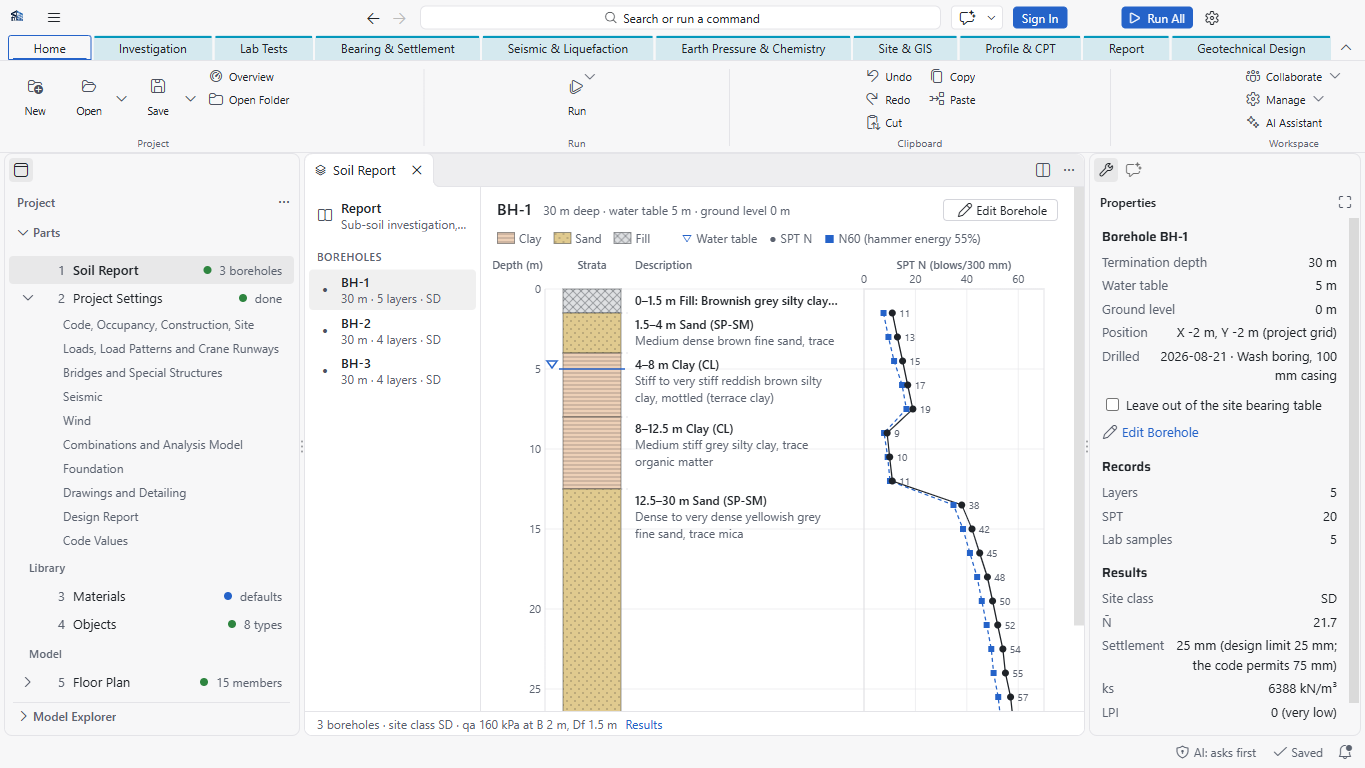 Search or run a command
Sign In
Run All
Home
Investigation
Lab Tests
Bearing & Settlement
Seismic & Liquefaction
Earth Pressure & Chemistry
Site & GIS
Profile & CPT
Report
Geotechnical Design
New
Open
Save
Overview
Open Folder
Project
Run
Run
Undo
Copy
Redo
Paste
Cut
Clipboard
Collaborate
Manage
AI Assistant
Workspace
Project
Parts
1 Soil Report 3 boreholes
2 Project Settings done
Code, Occupancy, Construction, Site
Loads, Load Patterns and Crane Runways
Bridges and Special Structures
Seismic
Wind
Combinations and Analysis Model
Foundation
Drawings and Detailing
Design Report
Code Values
Library
3 Materials defaults
4 Objects 8 types
Model
5 Floor Plan 15 members
Model Explorer
Soil Report
Report
Sub-soil investigation,...
BOREHOLES
BH-1
30 m · 5 layers · SD
BH-2
30 m · 4 layers · SD
BH-3
30 m · 4 layers · SD
BH-1 30 m deep · water table 5 m · ground level 0 m
Edit Borehole
Clay Sand Fill Water table SPT N N60 (hammer energy 55%)
Depth (m) Strata Description SPT N (blows/300 mm)
0 20 40 60
0
5
10
15
20
25
0–1.5 m Fill: Brownish grey silty clay...
1.5–4 m Sand (SP-SM)
Medium dense brown fine sand, trace
4–8 m Clay (CL)
Stiff to very stiff reddish brown silty
clay, mottled (terrace clay)
8–12.5 m Clay (CL)
Medium stiff grey silty clay, trace
organic matter
12.5–30 m Sand (SP-SM)
Dense to very dense yellowish grey
fine sand, trace mica
11
13
15
17
19
9
10
11
38
42
45
48
50
52
54
55
57
3 boreholes · site class SD · qa 160 kPa at B 2 m, Df 1.5 m Results
Properties
Borehole BH-1
Termination depth 30 m
Water table 5 m
Ground level 0 m
Position X -2 m, Y -2 m (project grid)
Drilled 2026-08-21 · Wash boring, 100
mm casing
Leave out of the site bearing table
Edit Borehole
Records
Layers 5
SPT 20
Lab samples 5
Results
Site class SD
N̄ 21.7
Settlement 25 mm (design limit 25 mm;
the code permits 75 mm)
ks 6388 kN/m³
LPI 0 (very low)
AI: asks first
Saved